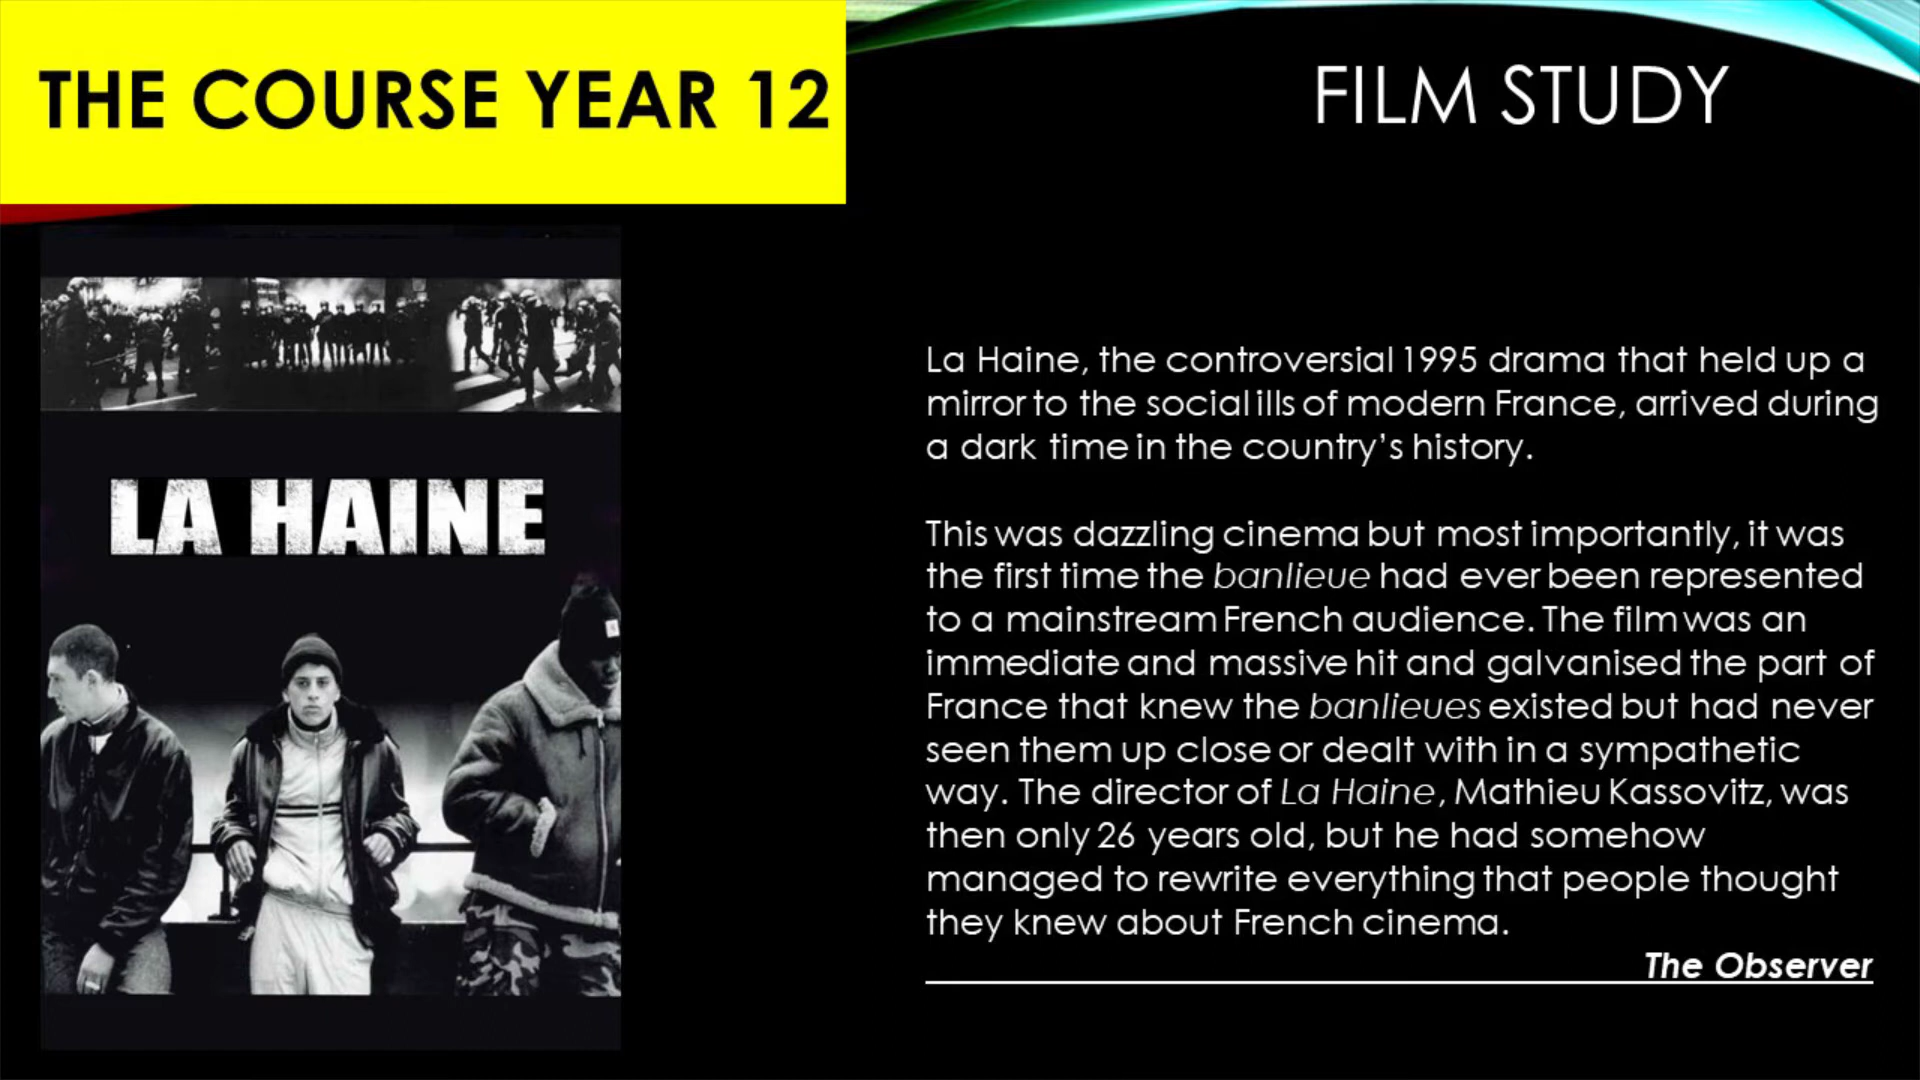 THE COURSE YEAR 12
FILM STUDY
LA HAINE
La Haine, the controversial 1995 drama that held up a
mirror to the social ills of modern France, arrived during
a dark time in the country’s history.
This was dazzling cinema but most importantly, it was
the first time the banlieue had ever been represented
to a mainstream French audience. The film was an
immediate and massive hit and galvanised the part of
France that knew the banlieues existed but had never
seen them up close or dealt with in a sympathetic
way. The director of La Haine, Mathieu Kassovitz, was
then only 26 years old, but he had somehow
managed to rewrite everything that people thought
they knew about French cinema.
The Observer